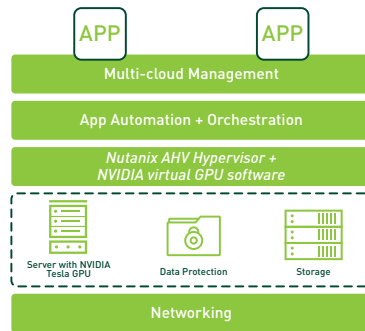 APP APP
Multi-cloud Management
App Automation + Orchestration
Nutanix AHV Hypervisor +
NVIDIA virtual GPU software
Server with NVIDIA
Tesla GPU
Data Protection
Storage
Networking